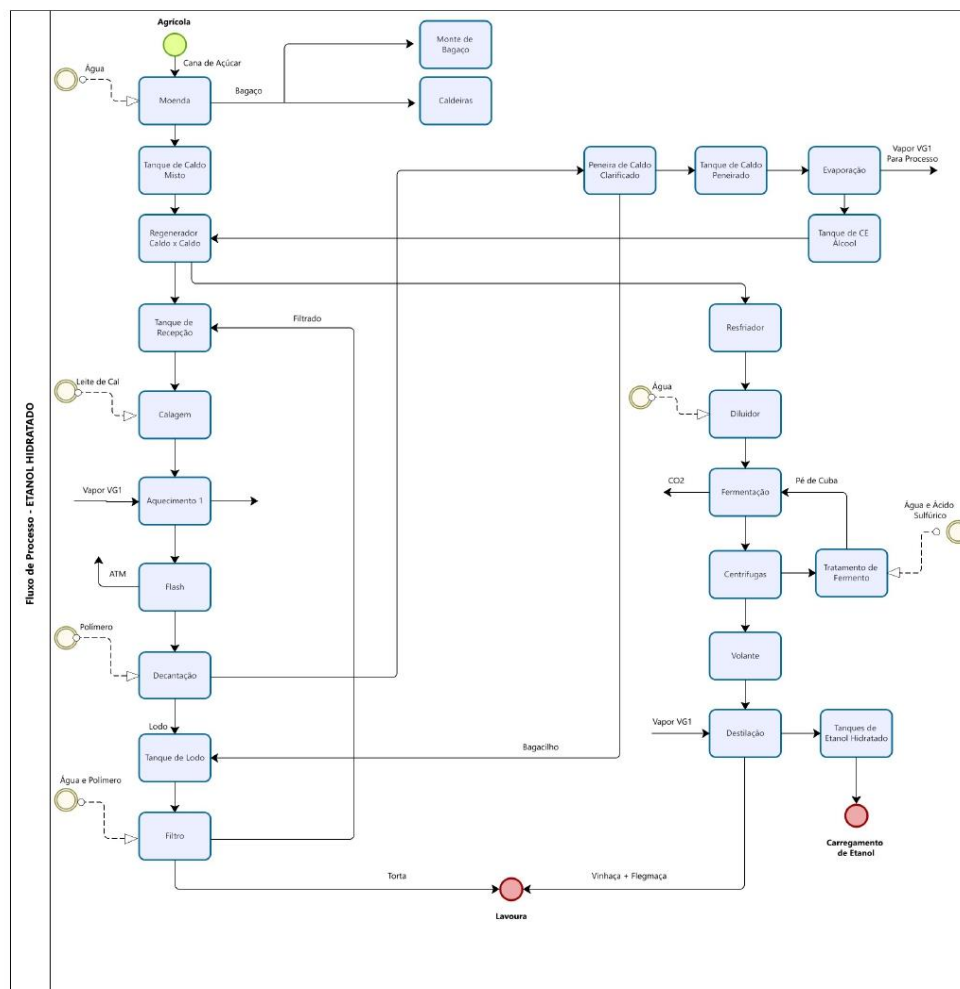 Fluxo de Processo - ETANOL HIDRATADO
Agrícola
Cana de Açúcar
Água
Moenda
Bagaço
Monte de
Bagaço
Caldeiras
Tanque de Caldo
Misto
Regenerador
Caldo x Caldo
Peneira de Caldo
Clarificado
Tanque de Caldo
Peneirado
Evaporação
Vapor VG1
Para Processo
Tanque de CE
Álcool
Tanque de
Recepção
Filtrado
Resfriador
Leite de Cal
Calagem
Água
Diluidor
Vapor VG1
Aquecimento 1
CO2
Fermentação
Pé de Cuba
Água e Ácido
Sulfúrico
ATM
Flash
Centrifugas
Tratamento de
Fermento
Polímero
Decantação
Volante
Lodo
Tanque de Lodo
Bagacilho
Vapor VG1
Destilação
Tanques de
Etanol Hidratado
Água e Polímero
Filtro
Carregamento
de Etanol
Torta
Vinhaça + Flegmaça
Lavoura